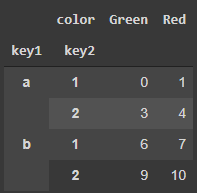 color Green Red
key1 key2
a 1 0 1
2 3 4
b 1 6 7
2 9 10